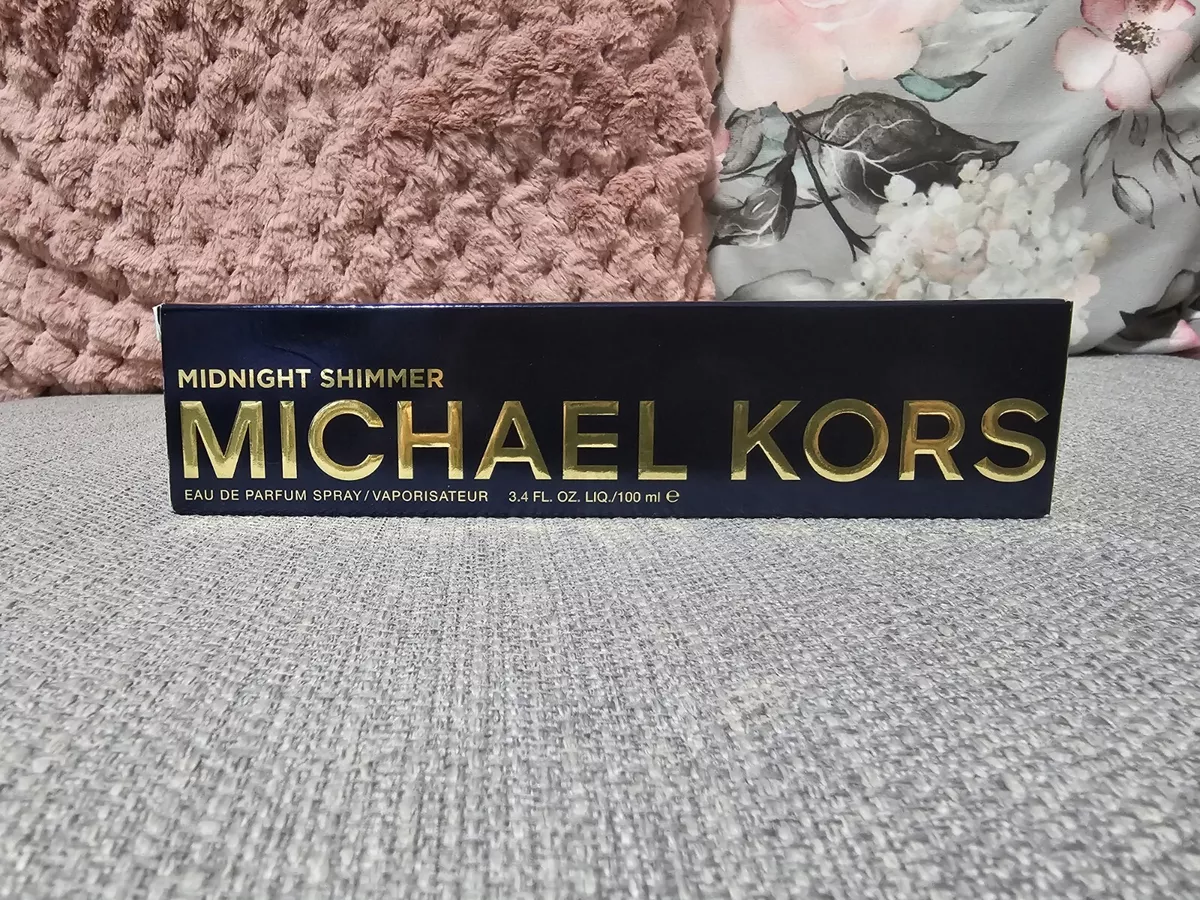 MIDNIGHT SHIMMER
MICHAEL KORS
EAU DE PARFUM SPRAY/VAPORISATEUR 3.4 FL. OZ. LIQ./100 ml ℮